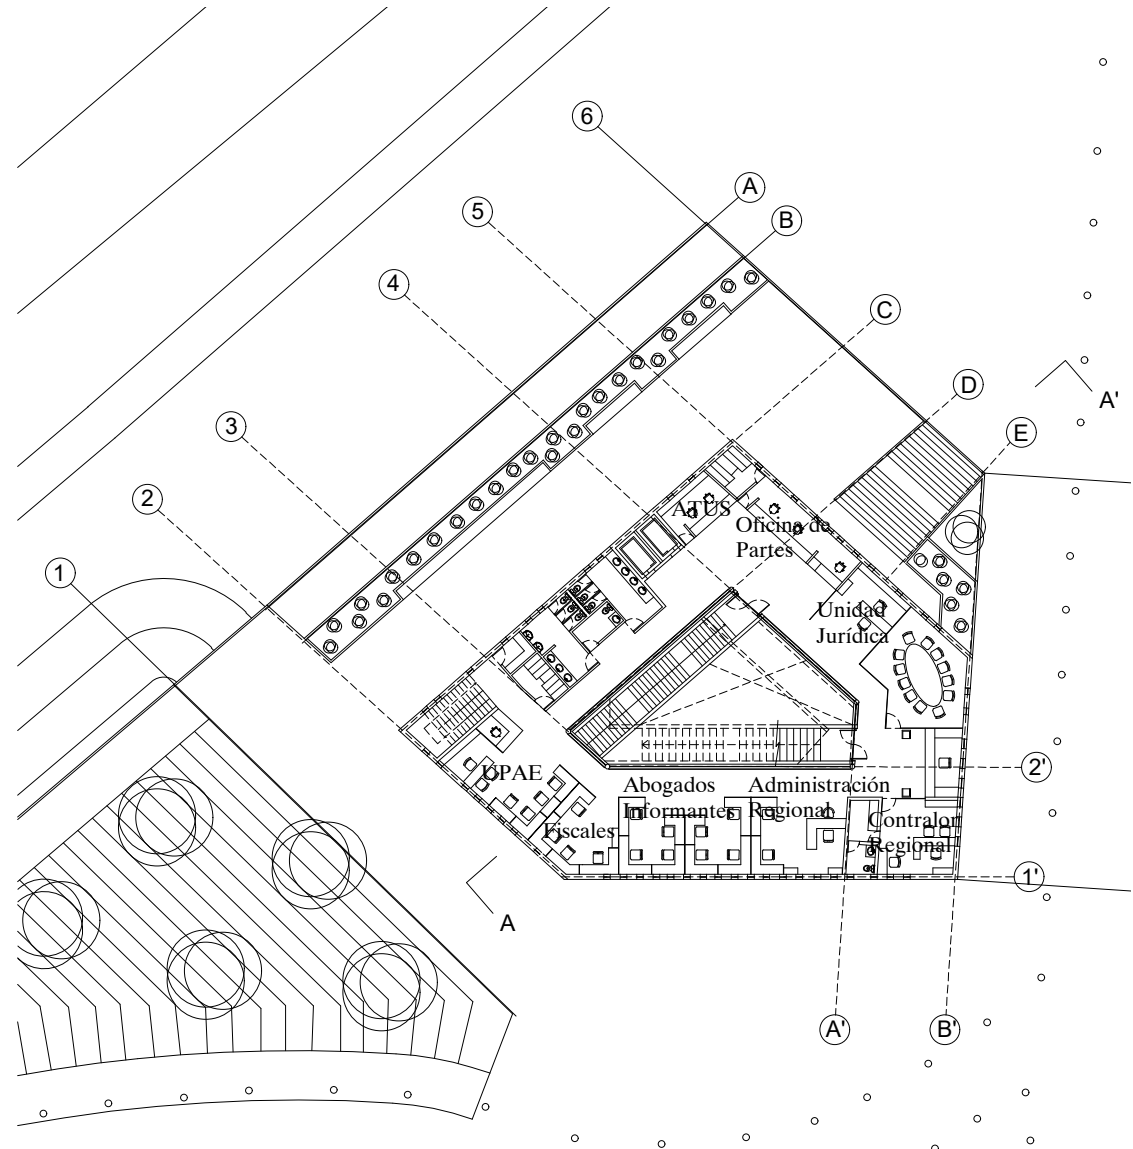 6
A
5
B
4
C
A'
D
3
E
2
ATUS
Oficina de
Partes
1
Unidad
Jurídica
2'
UPAE
Abogados
Informantes
Administración
Regional
Fiscales
Contralor
Regional
1'
A
A'
B'